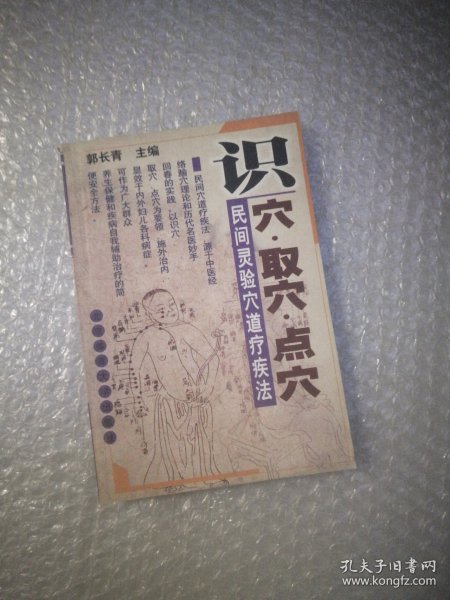 郭长青 主编
识穴·取穴·点穴
民间灵验穴道疗疾法
民间穴道疗疾法,源于中医经
络腧穴理论和历代名医妙手
回春的实践,以识穴
取穴、点穴为要领,施外治内
显效于内外妇儿各科病症。
可作为广大群众
养生保健和疾病自我辅助治疗的简
便安全方法。
孔夫子旧书网
www.kongfz.com